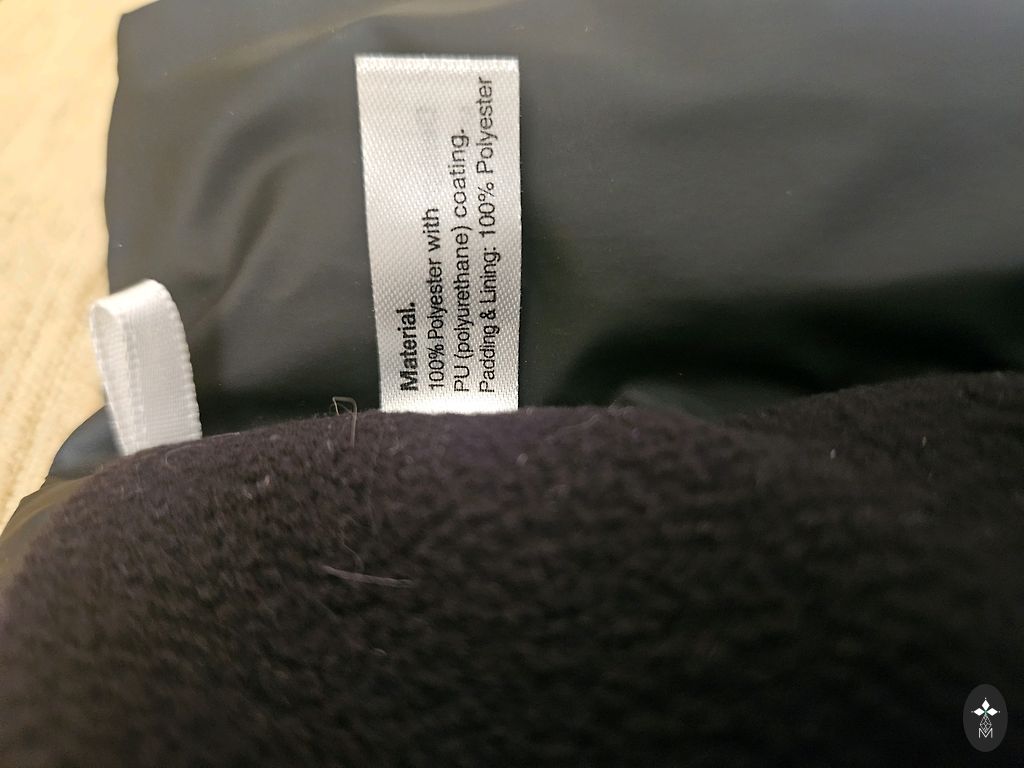 Material.
100% Polyester with
PU (polyurethane) coating.
Padding & Lining: 100% Polyester
M